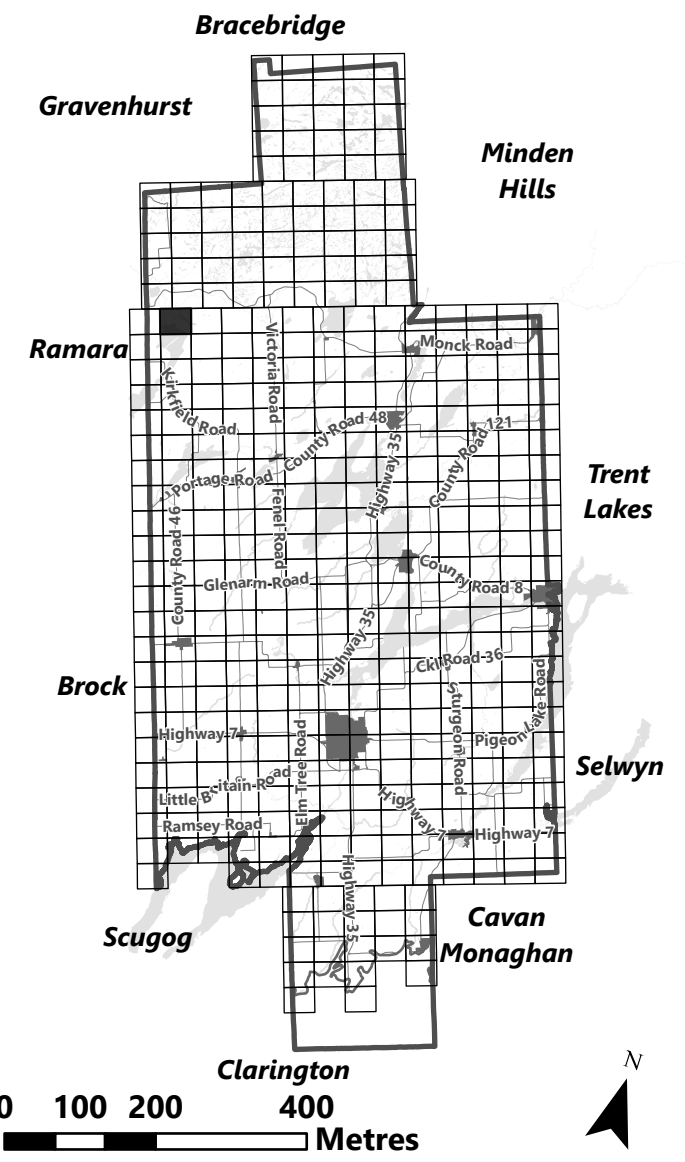 Bracebridge
Gravenhurst
Minden
Hills
Ramara
Monck Road
Victoria Road
Kirkfield Road
County Road 48
County Road 121
Highway 35
Portage Road
Trent
Lakes
Fenel Road
County Road 46
Glenarm Road
County Road 8
Highway 35
Ckl Road 36
Brock
Sturgeon Road
Pigeon Lake Road
Highway 7
Elm Tree Road
Selwyn
Little Britain Road
Highway 7
Highway 7
Ramsey Road
Highway 35
Scugog
Cavan
Monaghan
Clarington
N
0 100 200 400
Metres